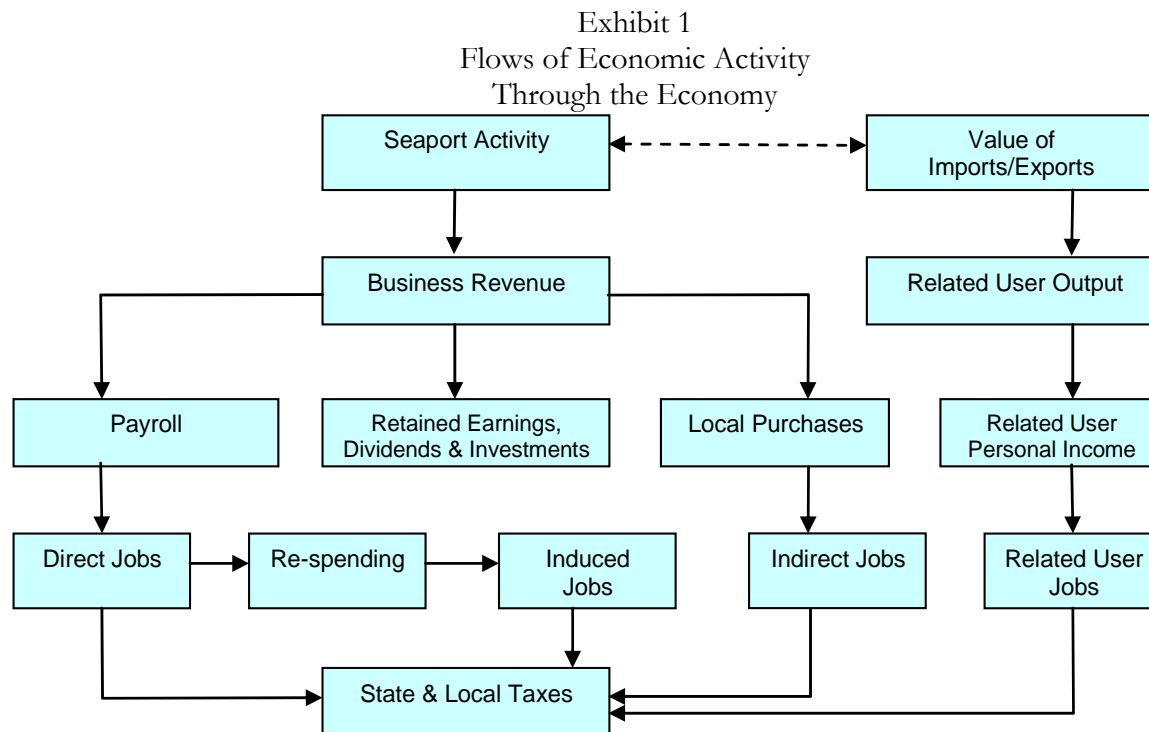 Exhibit 1
Flows of Economic Activity
Through the Economy
Seaport Activity
Value of
Imports/Exports
Business Revenue
Related User Output
Payroll
Retained Earnings,
Dividends & Investments
Local Purchases
Related User
Personal Income
Direct Jobs
Re-spending
Induced
Jobs
Indirect Jobs
Related User
Jobs
State & Local Taxes